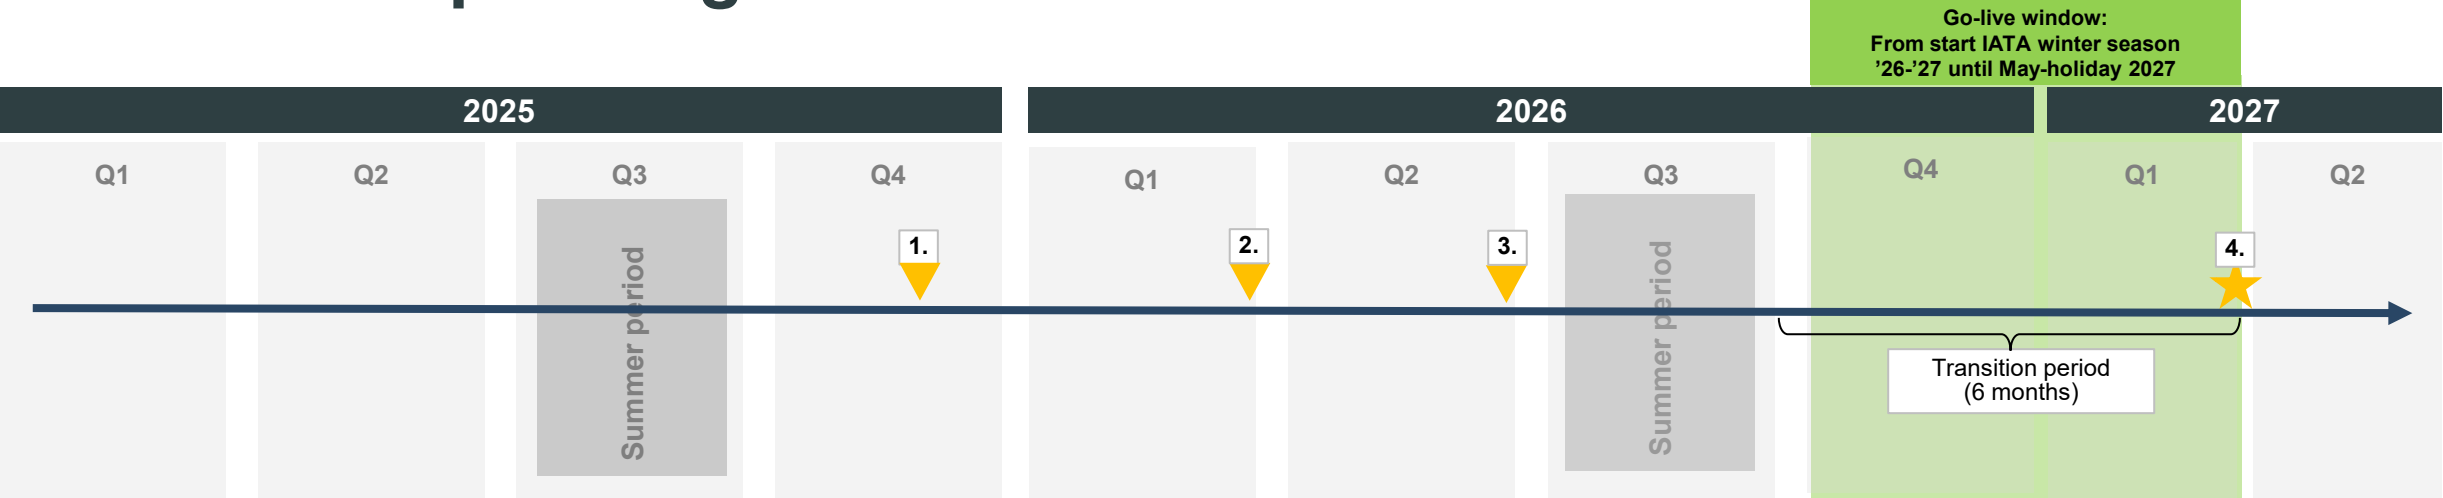 Go-live window:
From start IATA winter season
’26-’27 until May-holiday 2027
2025
2026
2027
Q1
Q2
Q3
Q4
Q1
Q2
Q3
Q4
Q1
Q2
Summer period
Summer period
1.
2.
3.
4.
Transition period
(6 months)